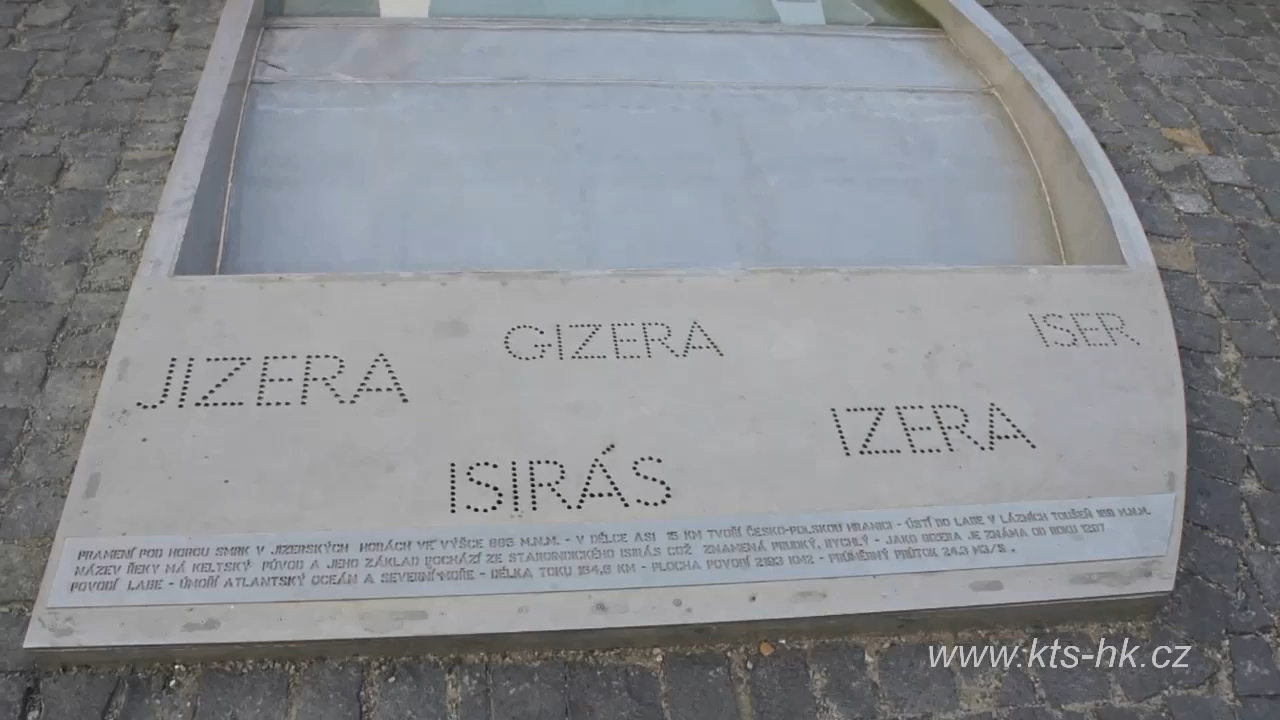 JIZERA
GIZERA
ISER
ISIRÁS
IZERA
PRAMENÍ POD HOROU SMRK V JIZERSKÝCH HORÁCH VE VÝŠCE 885 M.N.M. - V DÉLCE ASI 15 KM TVOŘÍ ČESKO-POLSKOU HRANICI - ÚSTÍ DO LABE V LÁZNÍCH TOUŠEŇ 169 M.N.M.
NÁZEV ŘEKY MÁ KELTSKÝ PŮVOD A JEHO ZÁKLAD POCHÁZÍ ZE STAROINDICKÉHO ISIRÁS COŽ ZNAMENÁ PRUDKÝ, RYCHLÝ - JAKO GIZERA JE ZNÁMA OD ROKU 1297
POVODÍ LABE - ÚMOŘÍ ATLANTSKÝ OCEÁN A SEVERNÍ MOŘE - DÉLKA TOKU 164,6 KM - PLOCHA POVODÍ 2193 KM2 - PRŮMĚRNÝ PRŮTOK 24,3 M3/S .
www.kts-hk.cz